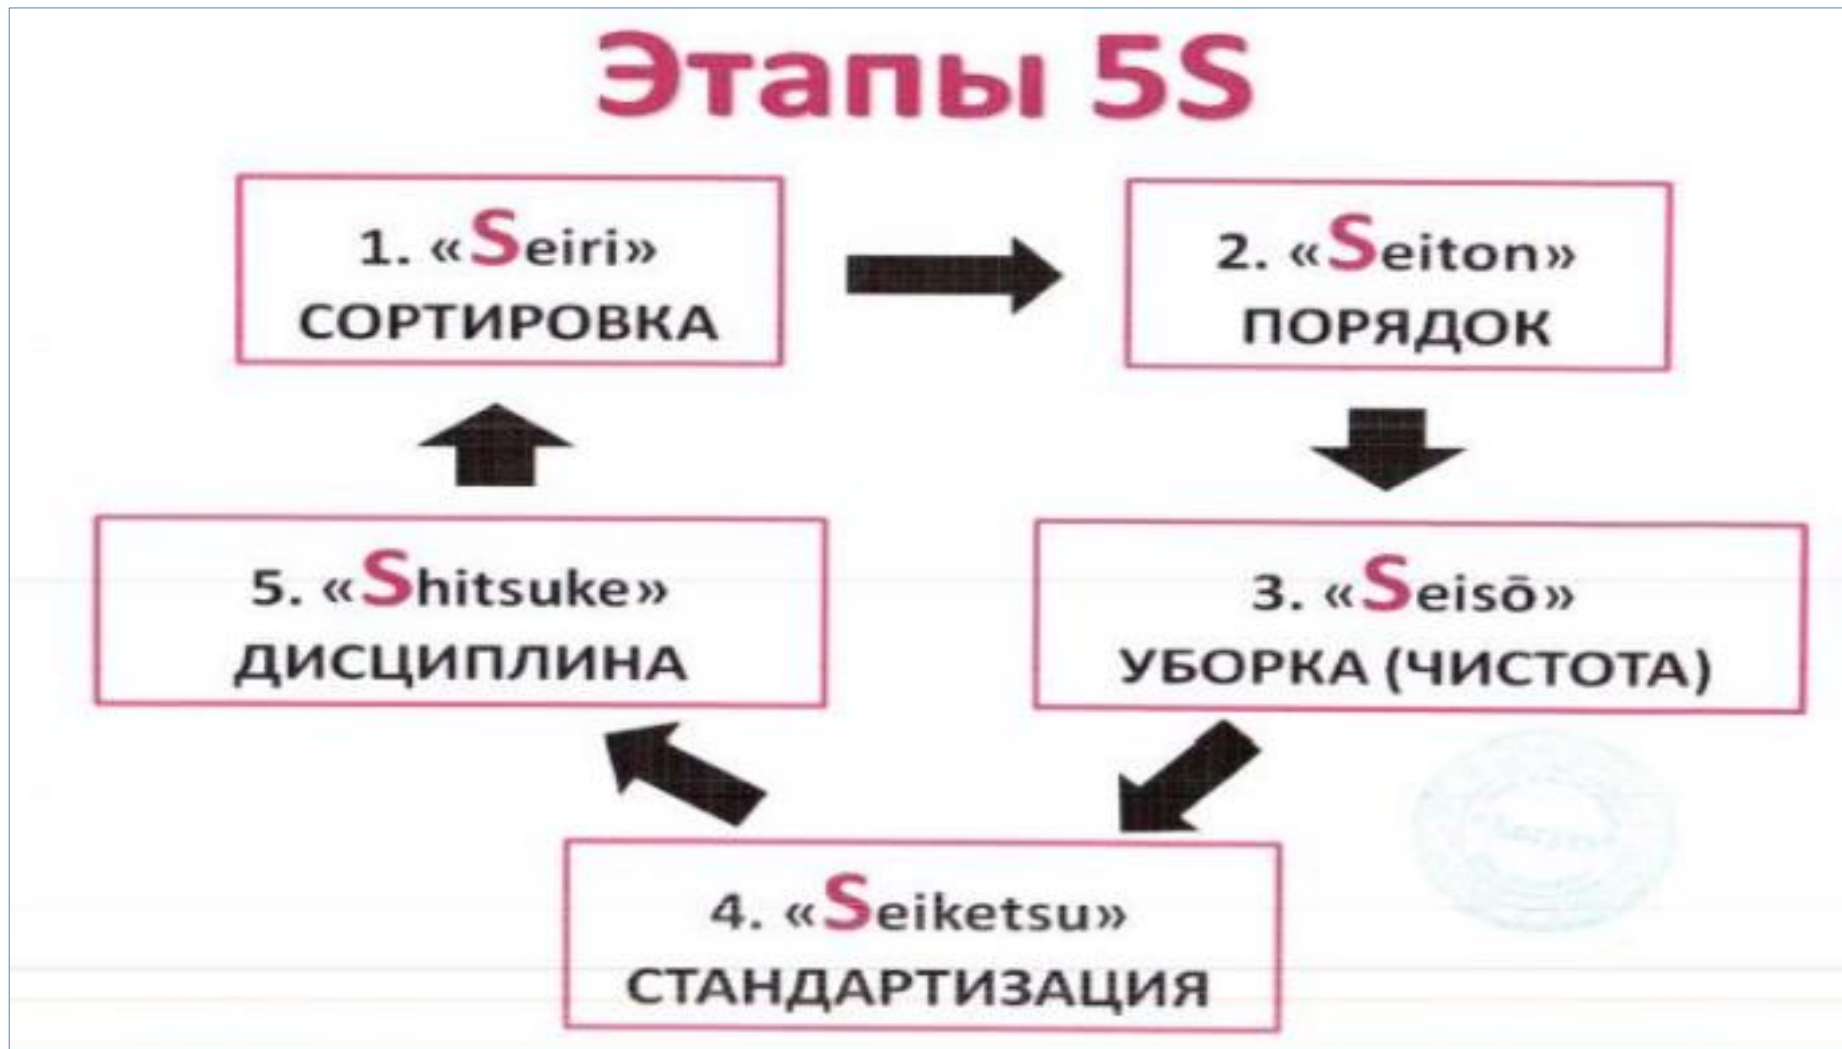 Этапы 5S
1. «Seiri»
СОРТИРОВКА
2. «Seiton»
ПОРЯДОК
3. «Seisō»
УБОРКА (ЧИСТОТА)
4. «Seiketsu»
СТАНДАРТИЗАЦИЯ
5. «Shitsuke»
ДИСЦИПЛИНА